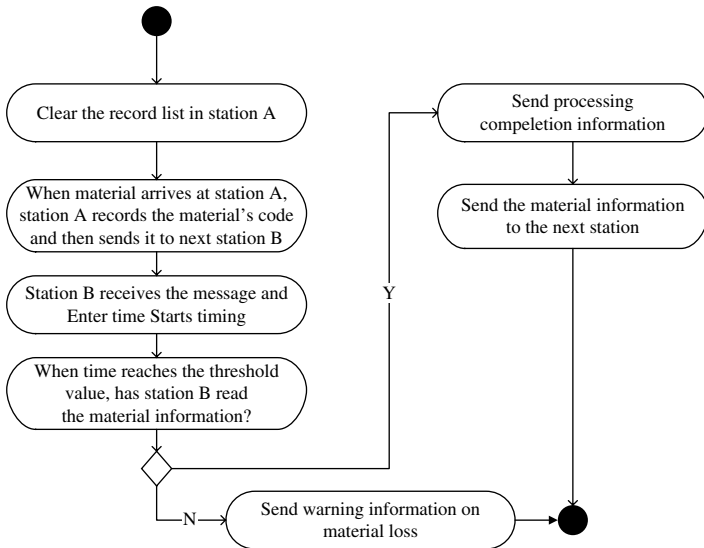 Clear the record list in station A
When material arrives at station A,
station A records the material's code
and then sends it to next station B
Station B receives the message and
Enter time Starts timing
When time reaches the threshold
value, has station B read
the material information?
N
Send warning information on
material loss
Y
Send processing
compeletion information
Send the material information
to the next station